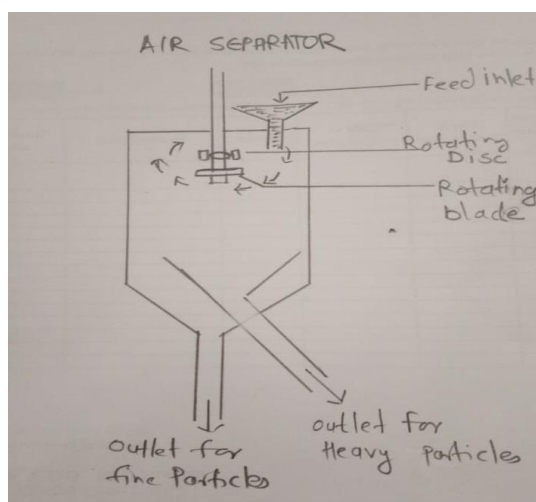 AIR SEPARATOR
Feed inlet
Rotating
Disc
Rotating
blade
outlet for
Heavy particles
outlet for
fine Particles